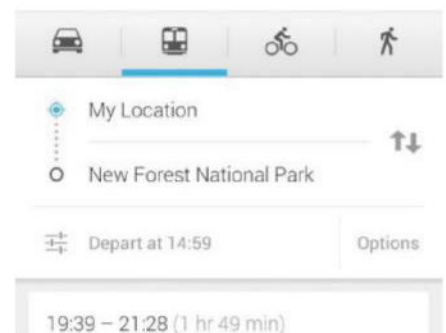 My Location
New Forest National Park
Depart at 14:59 Options
19:39 – 21:28 (1 hr 49 min)